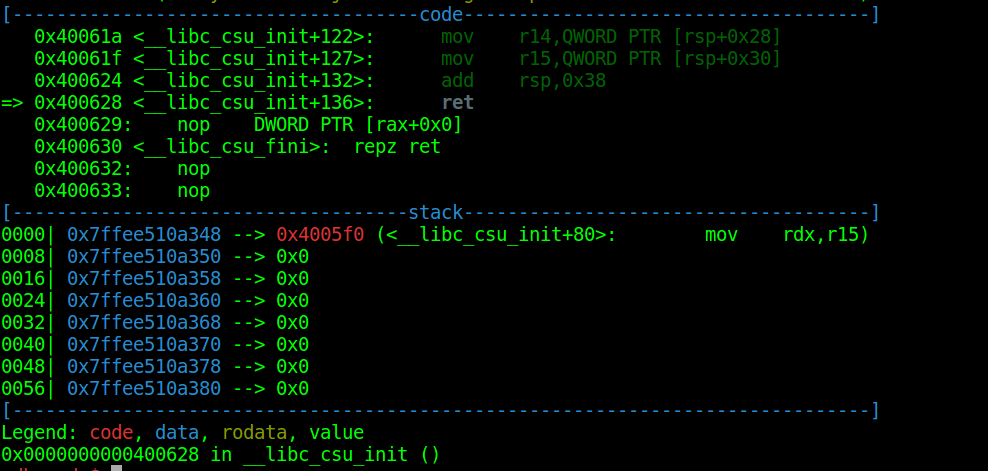 [-------------------------------------code-------------------------------------]
   0x40061a <__libc_csu_init+122>:      mov    r14,QWORD PTR [rsp+0x28]
   0x40061f <__libc_csu_init+127>:      mov    r15,QWORD PTR [rsp+0x30]
   0x400624 <__libc_csu_init+132>:      add    rsp,0x38
=> 0x400628 <__libc_csu_init+136>:      ret
   0x400629:    nop    DWORD PTR [rax+0x0]
   0x400630 <__libc_csu_fini>:  repz ret
   0x400632:    nop
   0x400633:    nop
[------------------------------------stack-------------------------------------]
0000| 0x7ffee510a348 --> 0x4005f0 (<__libc_csu_init+80>:        mov    rdx,r15)
0008| 0x7ffee510a350 --> 0x0
0016| 0x7ffee510a358 --> 0x0
0024| 0x7ffee510a360 --> 0x0
0032| 0x7ffee510a368 --> 0x0
0040| 0x7ffee510a370 --> 0x0
0048| 0x7ffee510a378 --> 0x0
0056| 0x7ffee510a380 --> 0x0
[------------------------------------------------------------------------------]
Legend: code, data, rodata, value
0x0000000000400628 in __libc_csu_init ()